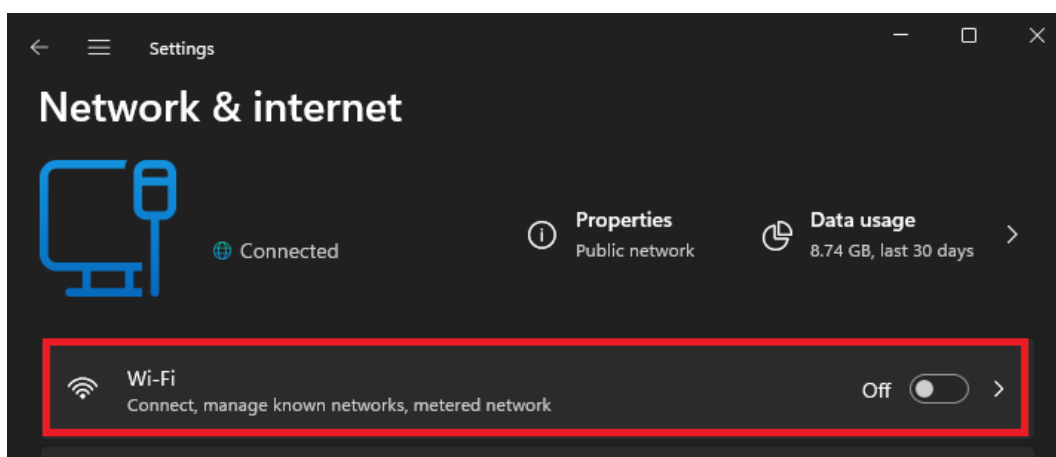 Settings
Network & internet
Connected
Properties
Public network
Data usage
8.74 GB, last 30 days
Wi-Fi
Connect, manage known networks, metered network
Off